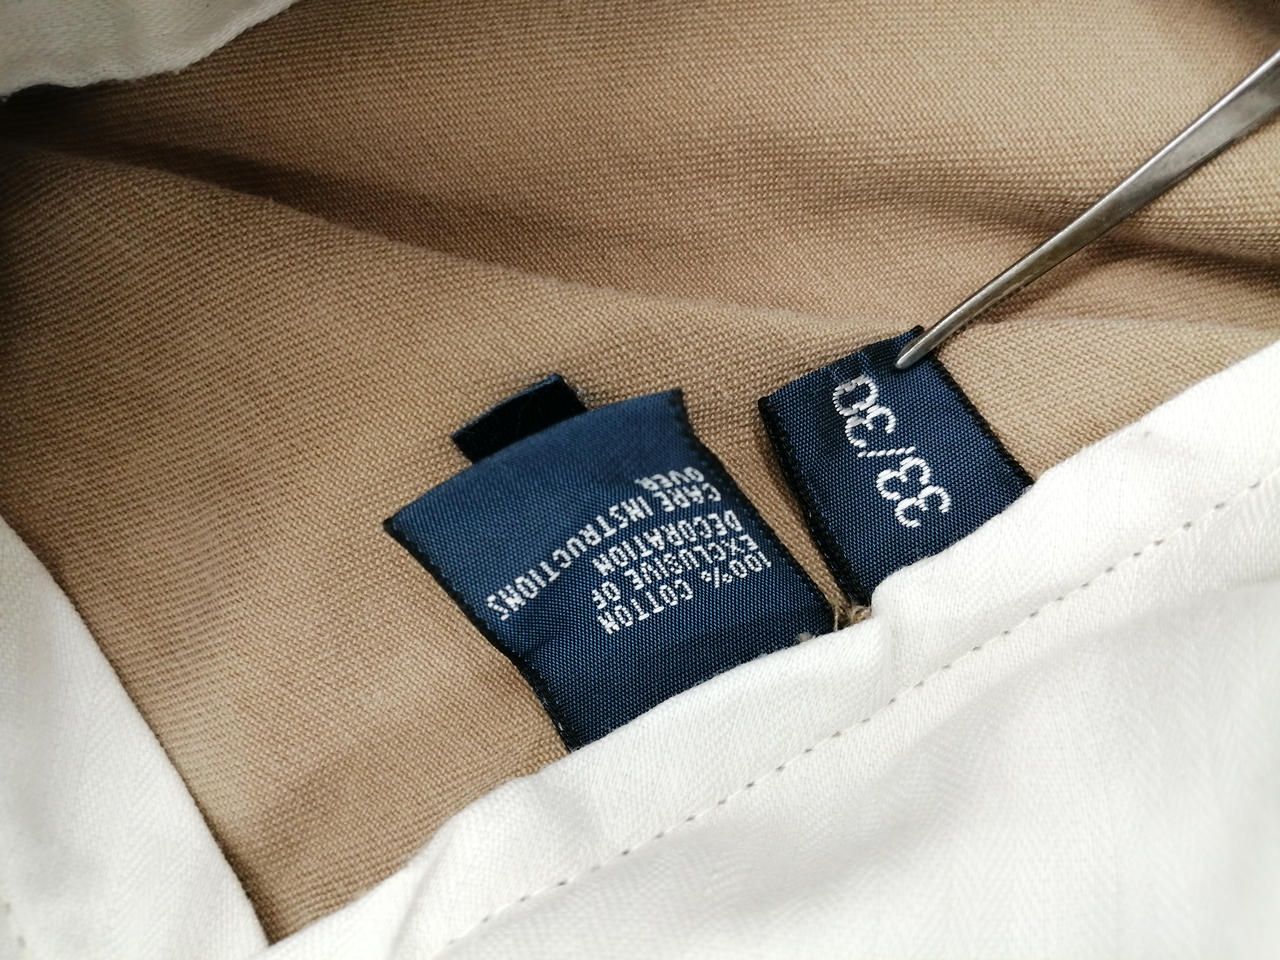 100% COTTON
EXCLUSIVE OF
DECORATION
CARE INSTRUCTIONS
OVER
33/30